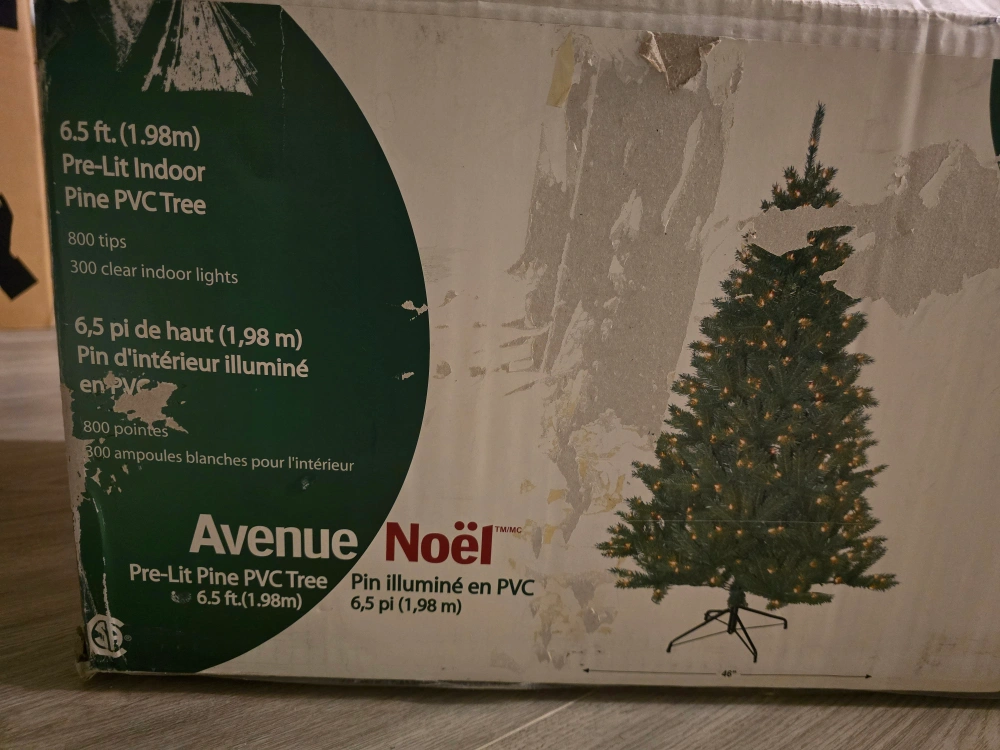 6.5 ft. (1.98m)
Pre-Lit Indoor
Pine PVC Tree
800 tips
300 clear indoor lights
6,5 pi de haut (1,98 m)
Pin d'intérieur illuminé
en PVC
800 pointes
300 ampoules blanches pour l'intérieur
Avenue Noël TM/MC
Pre-Lit Pine PVC Tree
6.5 ft.(1.98m)
Pin illuminé en PVC
6,5 pi (1,98 m)
46"